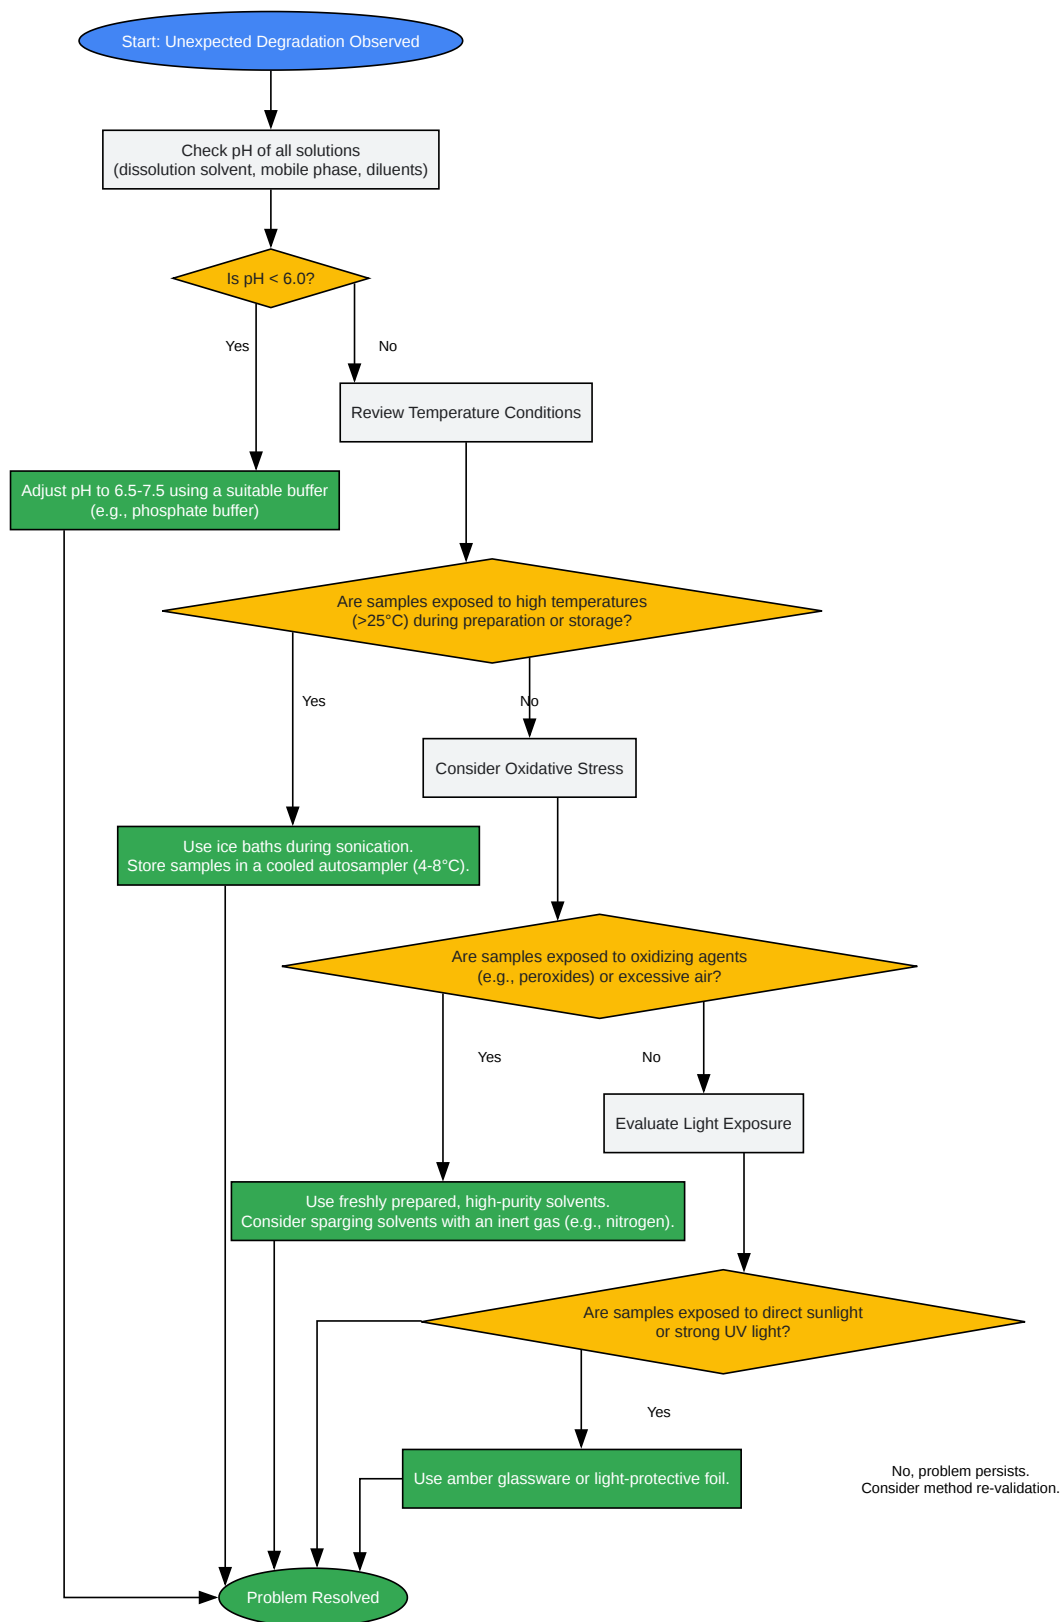 Start: Unexpected Degradation Observed
Check pH of all solutions
(dissolution solvent, mobile phase, diluents)
Is pH < 6.0?
Yes
No
Review Temperature Conditions
Adjust pH to 6.5-7.5 using a suitable buffer
(e.g., phosphate buffer)
Are samples exposed to high temperatures
(>25°C) during preparation or storage?
Yes
No
Consider Oxidative Stress
Use ice baths during sonication.
Store samples in a cooled autosampler (4-8°C).
Are samples exposed to oxidizing agents
(e.g., peroxides) or excessive air?
Yes
No
Evaluate Light Exposure
Use freshly prepared, high-purity solvents.
Consider sparging solvents with an inert gas (e.g., nitrogen).
Are samples exposed to direct sunlight
or strong UV light?
Yes
No, problem persists.
Consider method re-validation.
Use amber glassware or light-protective foil.
Problem Resolved